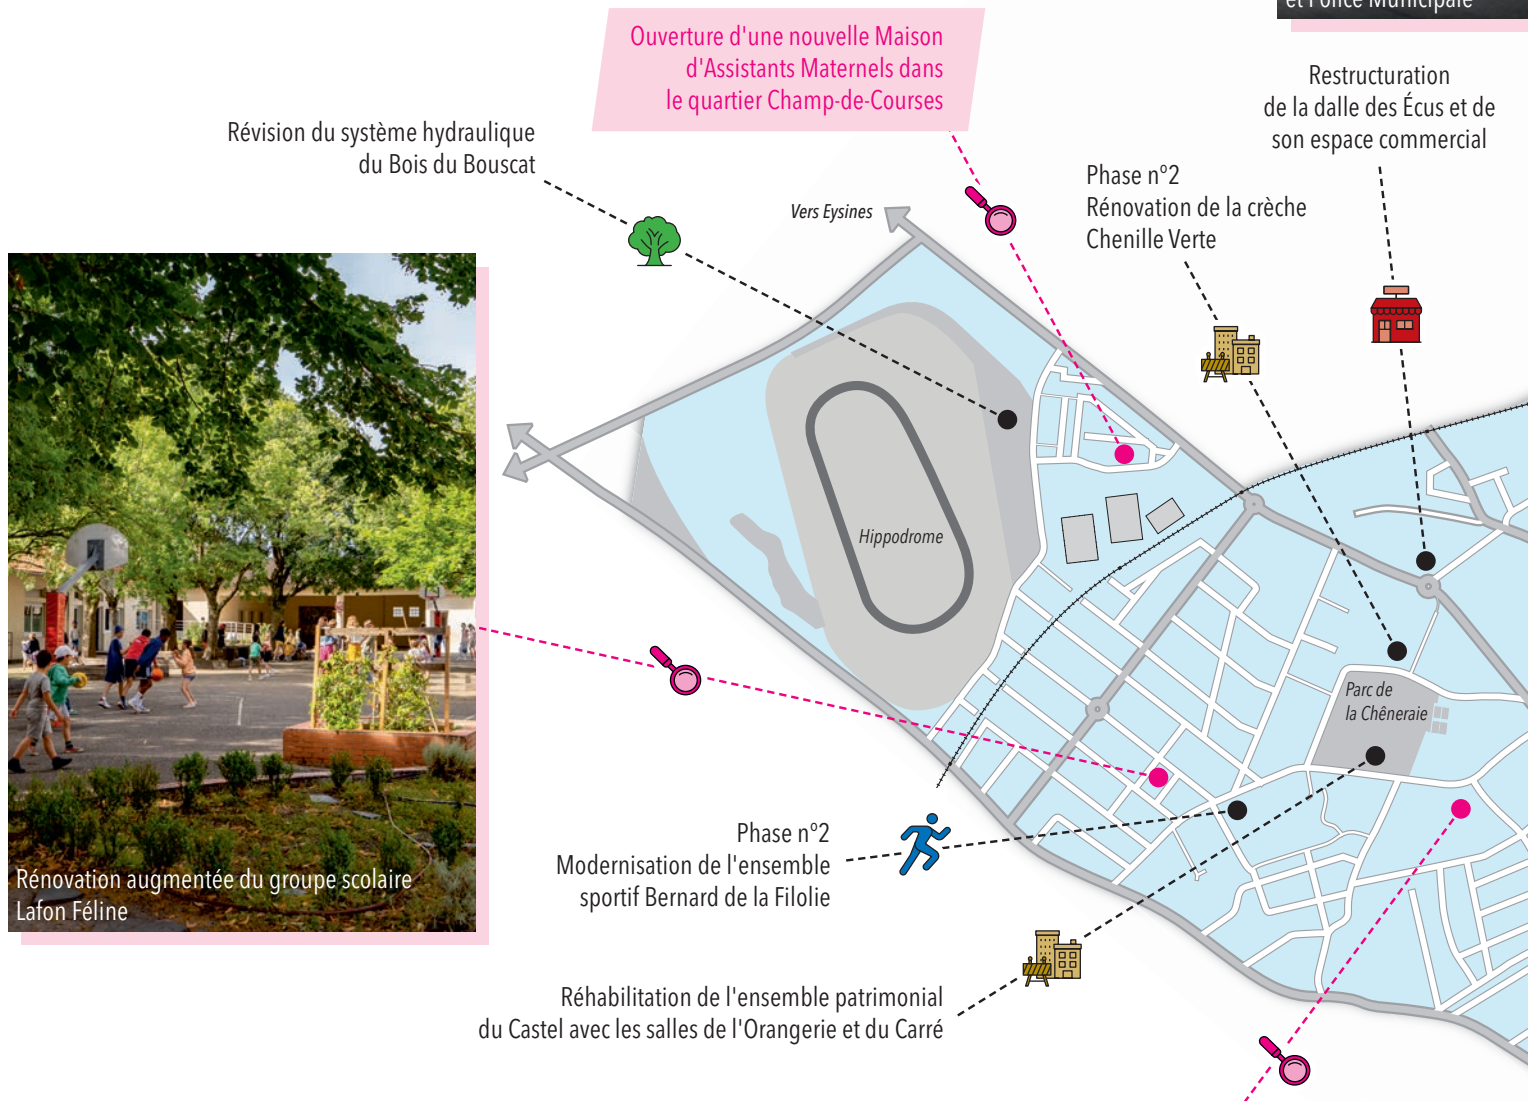 et Police Municipale
Ouverture d'une nouvelle Maison
d'Assistants Maternels dans
le quartier Champ-de-Courses
Restructuration
de la dalle des Écus et de
son espace commercial
Révision du système hydraulique
du Bois du Bouscat
Phase n°2
Rénovation de la crèche
Chenille Verte
Vers Eysines
Hippodrome
Parc de
la Chêneraie
Phase n°2
Modernisation de l'ensemble
sportif Bernard de la Filolie
Rénovation augmentée du groupe scolaire
Lafon Féline
Réhabilitation de l'ensemble patrimonial
du Castel avec les salles de l'Orangerie et du Carré